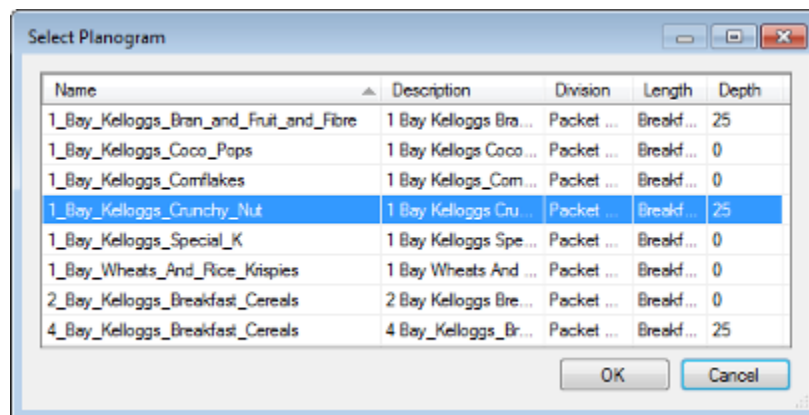 Select Planogram
Name Description Division Length Depth
1_Bay_Kelloggs_Bran_and_Fruit_and_Fibre 1 Bay Kelloggs Bra... Packet ... Breakf... 25
1_Bay_Kelloggs_Coco_Pops 1 Bay Kellogs Coco... Packet ... Breakf... 0
1_Bay_Kelloggs_Cornflakes 1 Bay Kellogs_Corn... Packet ... Breakf... 0
1_Bay_Kelloggs_Crunchy_Nut 1 Bay Kelloggs Cru... Packet ... Breakf... 25
1_Bay_Kelloggs_Special_K 1 Bay Kelloggs Spe... Packet ... Breakf... 0
1_Bay_Wheats_And_Rice_Krispies 1 Bay Wheats And ... Packet ... Breakf... 0
2_Bay_Kelloggs_Breakfast_Cereals 2 Bay Kelloggs Bre... Packet ... Breakf... 0
4_Bay_Kelloggs_Breakfast_Cereals 4 Bay_Kelloggs_Br... Packet ... Breakf... 25
OK Cancel